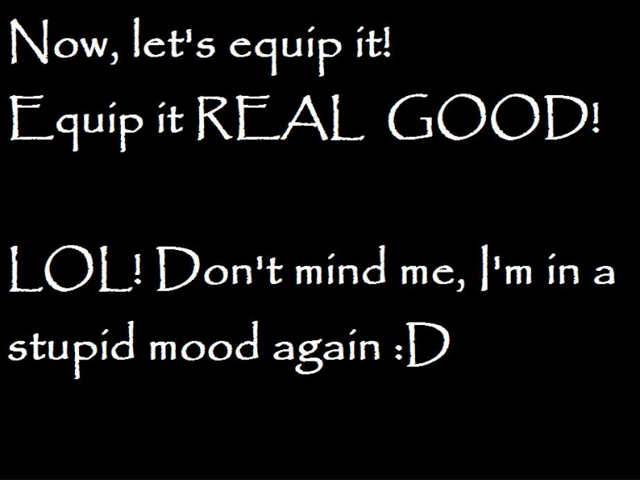 Now, let's equip it!
Equip it REAL GOOD!
LOL! Don't mind me, I'm in a
stupid mood again :D